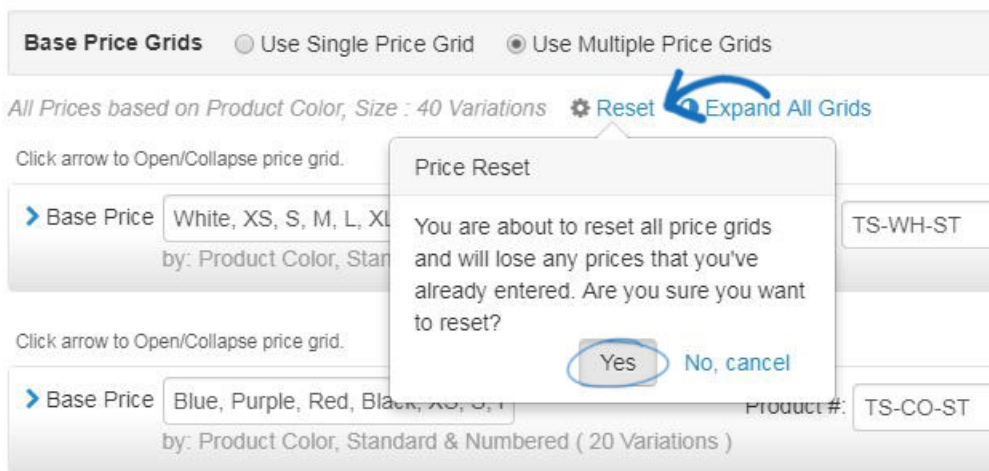 Base Price Grids Use Single Price Grid Use Multiple Price Grids
All Prices based on Product Color, Size : 40 Variations Reset Expand All Grids
Click arrow to Open/Collapse price grid.
Price Reset
Base Price White, XS, S, M, L, XL TS-WH-ST
by: Product Color, Stan
You are about to reset all price grids
and will lose any prices that you've
already entered. Are you sure you want
to reset?
Yes No, cancel
Click arrow to Open/Collapse price grid.
Base Price Blue, Purple, Red, Black, XS, S, Product #: TS-CO-ST
by: Product Color, Standard & Numbered ( 20 Variations )